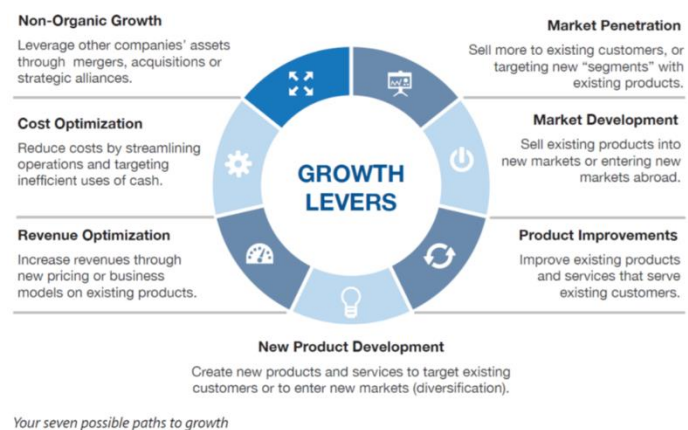 Non-Organic Growth
Leverage other companies' assets
through mergers, acquisitions or
strategic alliances.
Cost Optimization
Reduce costs by streamlining
operations and targeting
inefficient uses of cash.
Revenue Optimization
Increase revenues through
new pricing or business
models on existing products.
GROWTH
LEVERS
Market Penetration
Sell more to existing customers, or
targeting new “segments” with
existing products.
Market Development
Sell existing products into
new markets or entering new
markets abroad.
Product Improvements
Improve existing products
and services that serve
existing customers.
New Product Development
Create new products and services to target existing
customers or to enter new markets (diversification).
Your seven possible paths to growth